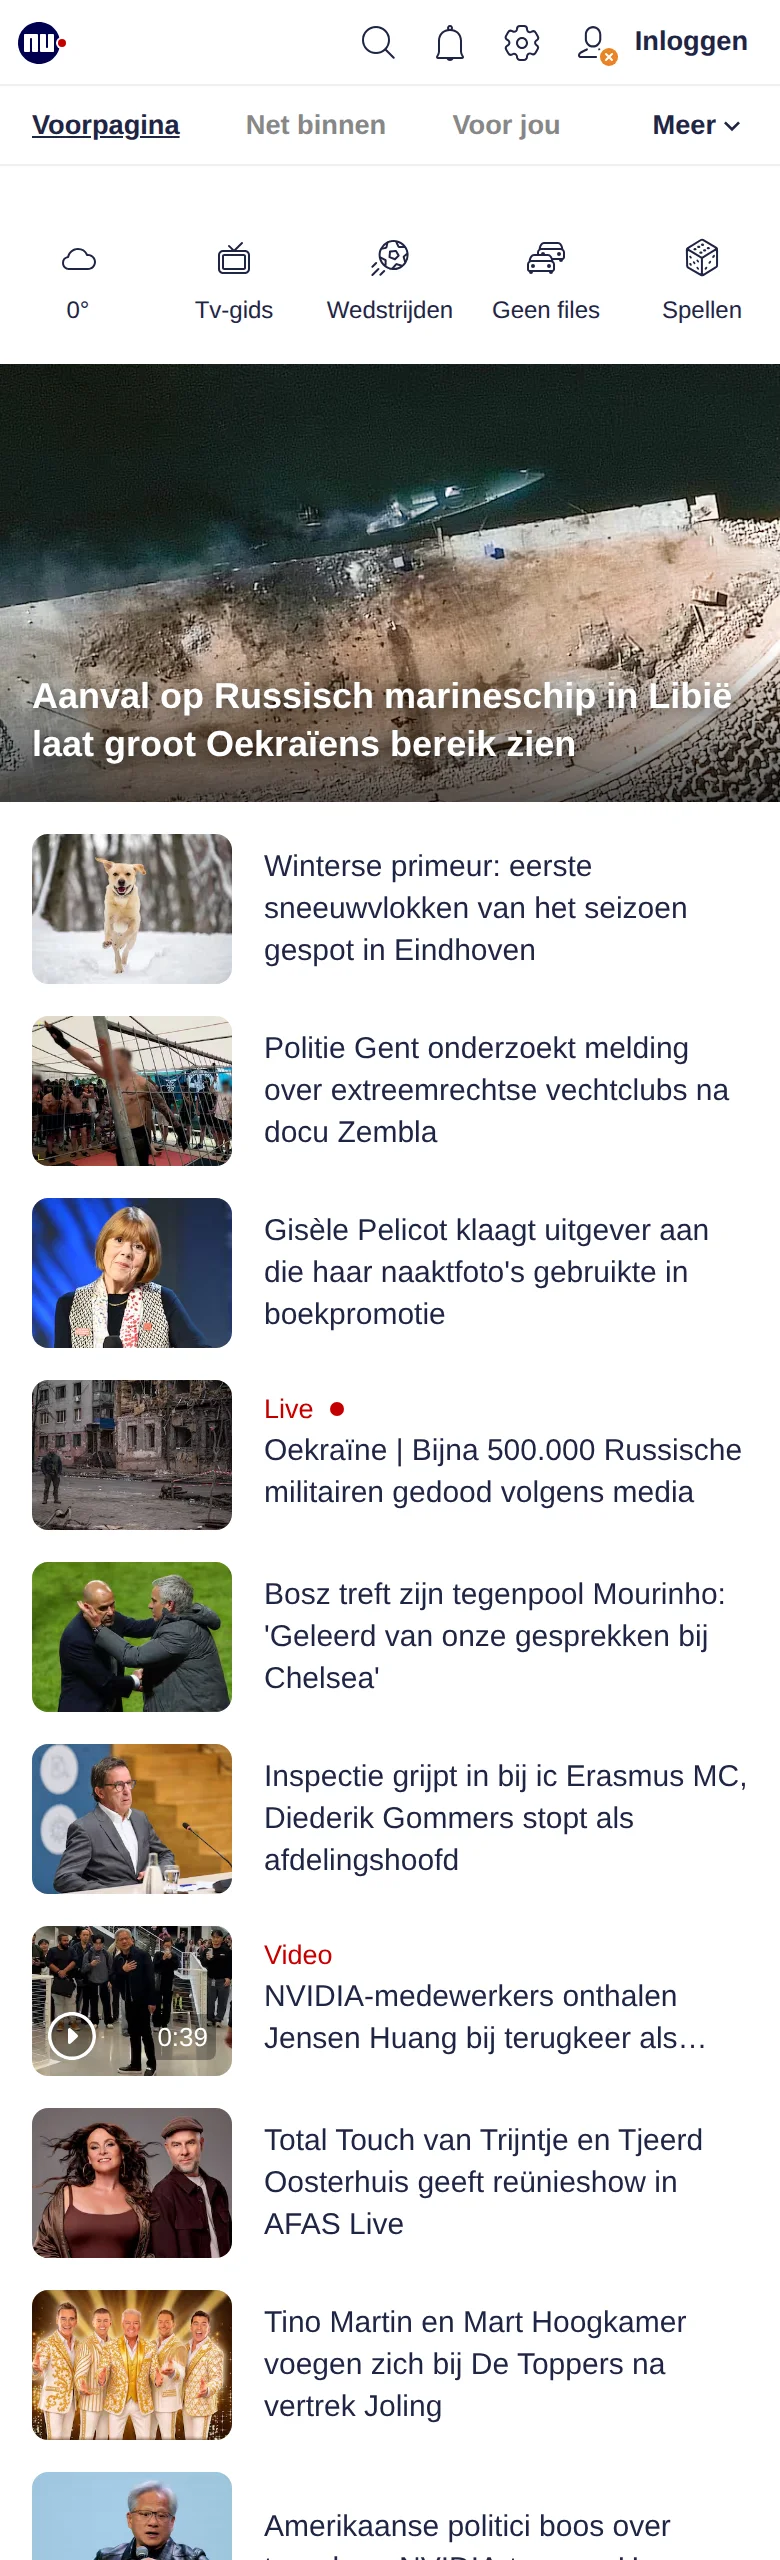 nu
Inloggen
Voorpagina
Net binnen
Voor jou
Meer
0°
Tv-gids
Wedstrijden
Geen files
Spellen
Aanval op Russisch marineschip in Libië
laat groot Oekraïens bereik zien
Winterse primeur: eerste
sneeuwvlokken van het seizoen
gespot in Eindhoven
Politie Gent onderzoekt melding
over extreemrechtse vechtclubs na
docu Zembla
Gisèle Pelicot klaagt uitgever aan
die haar naaktfoto's gebruikte in
boekpromotie
Live
Oekraïne | Bijna 500.000 Russische
militairen gedood volgens media
Bosz treft zijn tegenpool Mourinho:
'Geleerd van onze gesprekken bij
Chelsea'
Inspectie grijpt in bij ic Erasmus MC,
Diederik Gommers stopt als
afdelingshoofd
Video
NVIDIA-medewerkers onthalen
Jensen Huang bij terugkeer als…
0:39
Total Touch van Trijntje en Tjeerd
Oosterhuis geeft reünieshow in
AFAS Live
Tino Martin en Mart Hoogkamer
voegen zich bij De Toppers na
vertrek Joling
Amerikaanse politici boos over